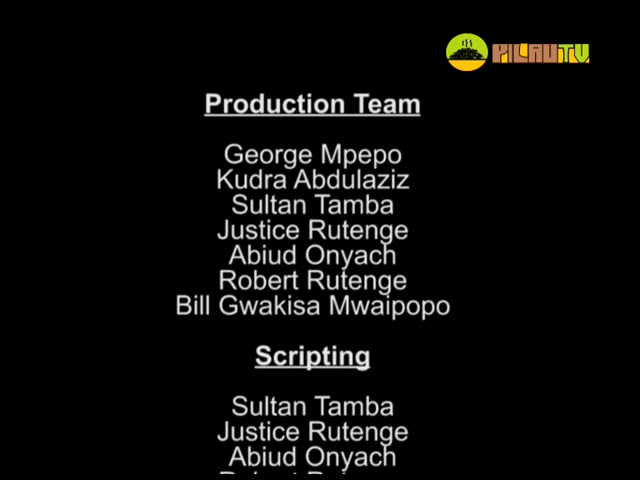 PILAUTV
Production Team
George Mpepo
Kudra Abdulaziz
Sultan Tamba
Justice Rutenge
Abiud Onyach
Robert Rutenge
Bill Gwakisa Mwaipopo
Scripting
Sultan Tamba
Justice Rutenge
Abiud Onyach